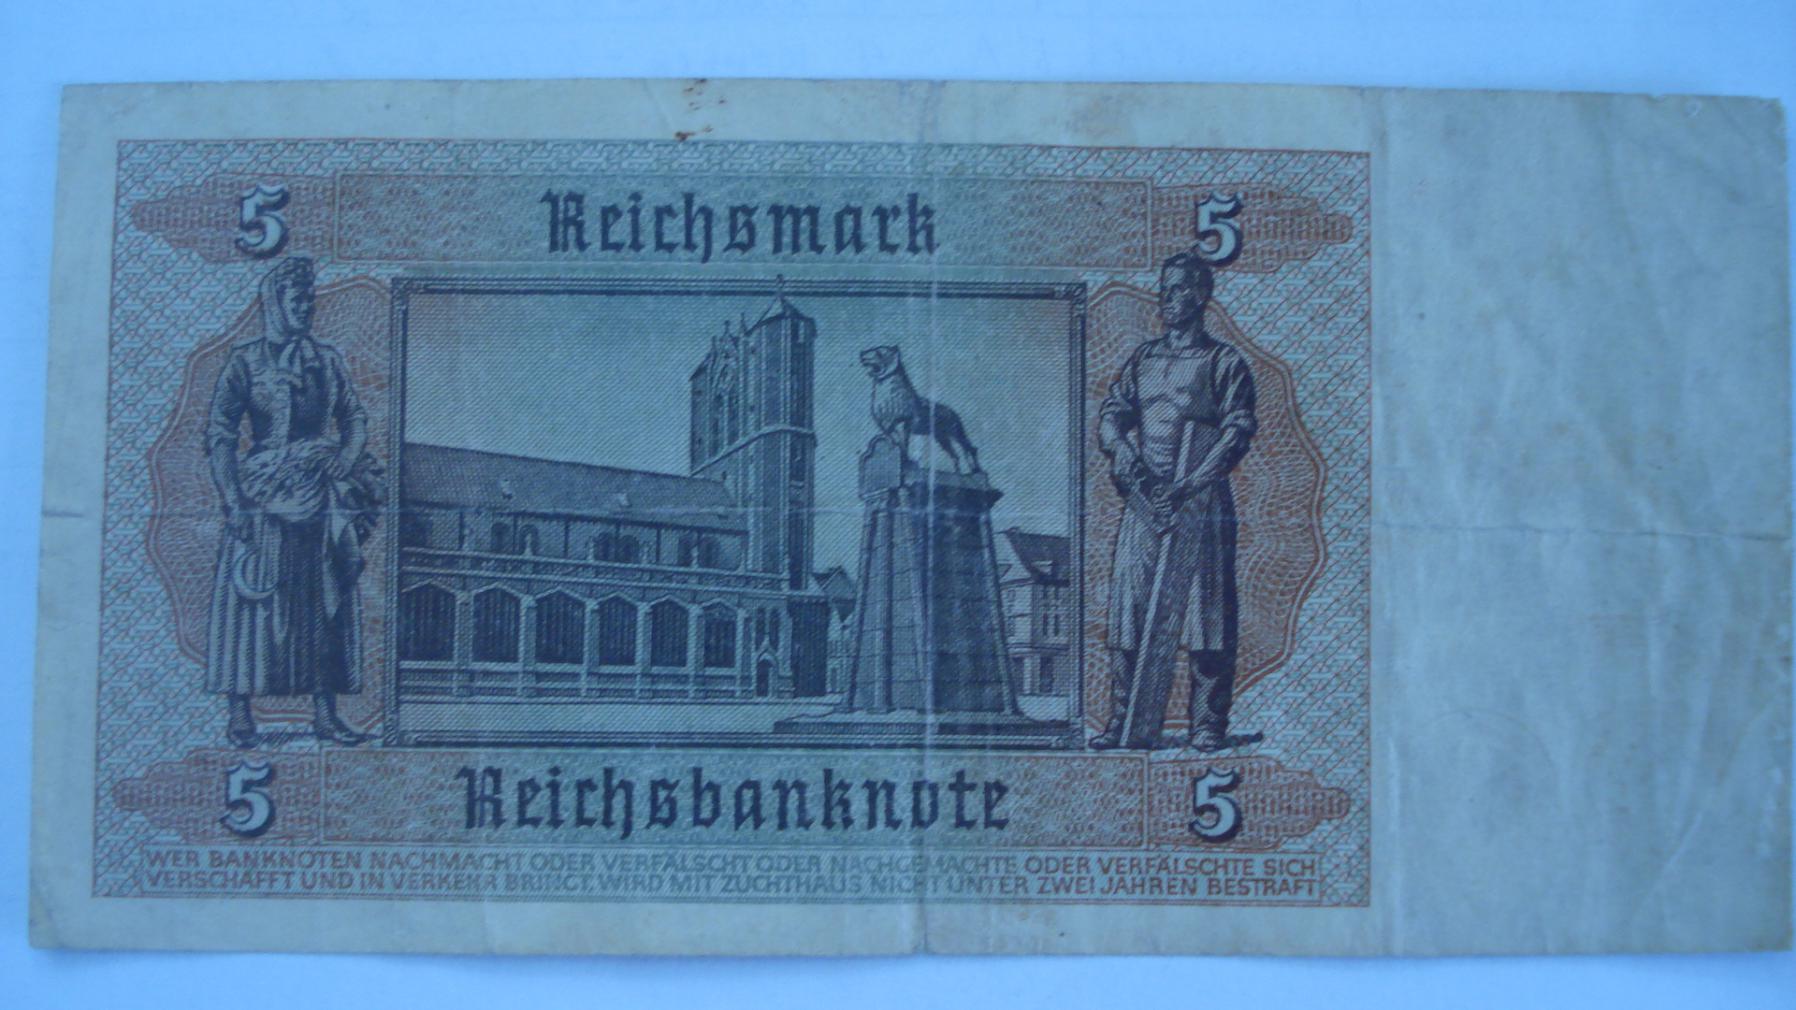 5 Reichsmark 5
5 Reichsbanknote 5
WER BANKNOTEN NACHMACHT ODER VERFÄLSCHT ODER NACHGEMACHTE ODER VERFÄLSCHTE SICH
VERSCHAFFT UND IN VERKEHR BRINGT, WIRD MIT ZUCHTHAUS NICHT UNTER ZWEI JAHREN BESTRAFT